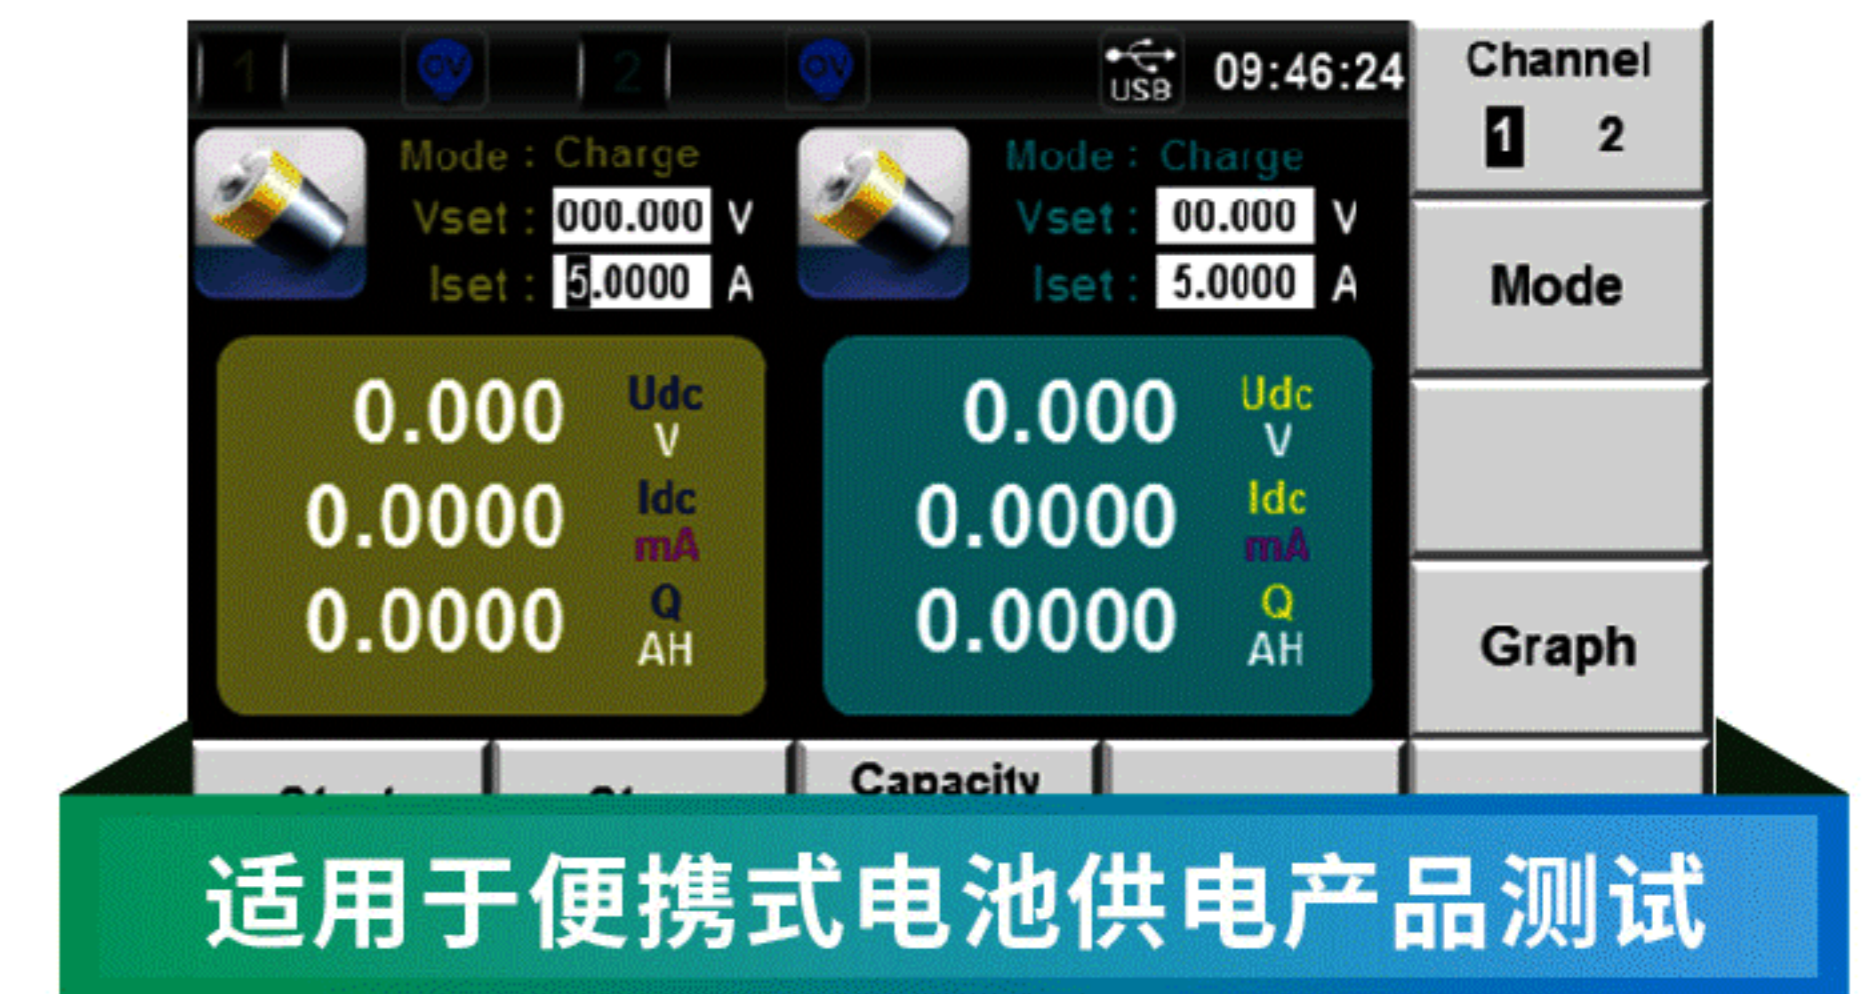 1 CV 2 CV USB 09:46:24
Channel
1 2
Mode : Charge
Vset : 000.000 V
Iset : 5.0000 A
Mode : Charge
Vset : 00.000 V
Iset : 5.0000 A
Mode
0.000 Udc V
0.0000 Idc mA
0.0000 Q AH
0.000 Udc V
0.0000 Idc mA
0.0000 Q AH
Graph
Capacity
适用于便携式电池供电产品测试